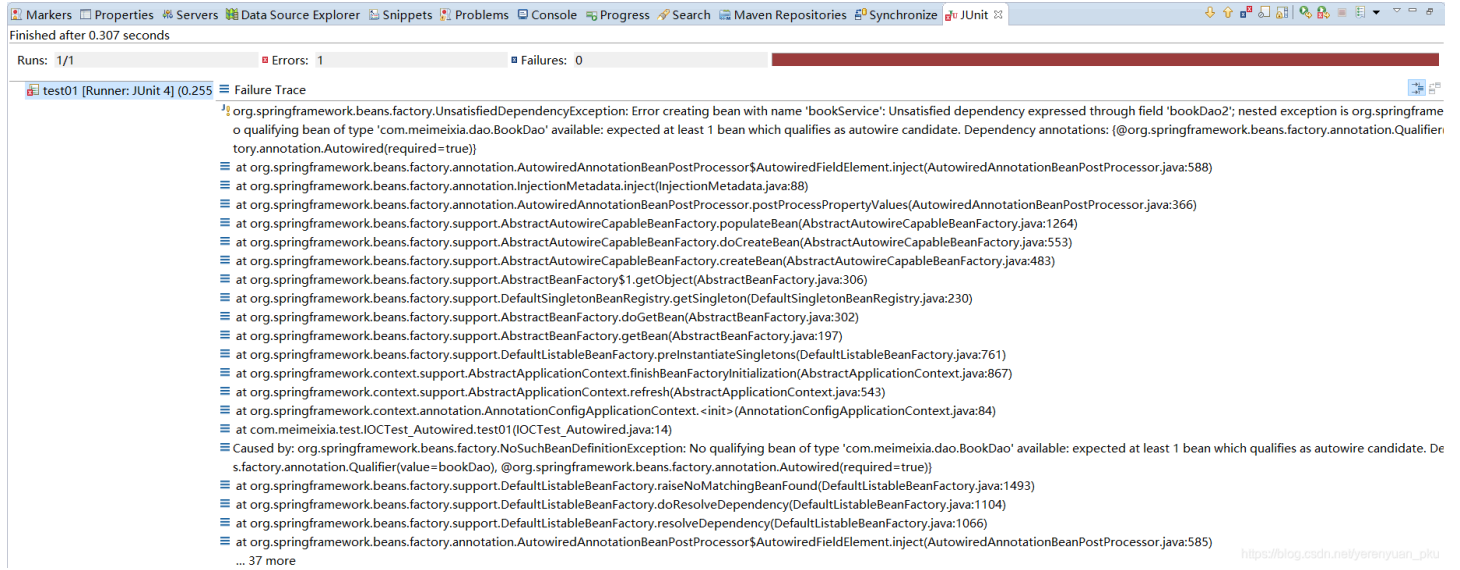 Markers Properties Servers Data Source Explorer Snippets Problems Console Progress Search Maven Repositories Synchronize JUnit
Finished after 0.307 seconds
Runs: 1/1 Errors: 1 Failures: 0
test01 [Runner: JUnit 4] (0.255 Failure Trace
org.springframework.beans.factory.UnsatisfiedDependencyException: Error creating bean with name 'bookService': Unsatisfied dependency expressed through field 'bookDao2'; nested exception is org.springframe
o qualifying bean of type 'com.meimeixia.dao.BookDao' available: expected at least 1 bean which qualifies as autowire candidate. Dependency annotations: {@org.springframework.beans.factory.annotation.Qualifier(
tory.annotation.Autowired(required=true)}
at org.springframework.beans.factory.annotation.AutowiredAnnotationBeanPostProcessor$AutowiredFieldElement.inject(AutowiredAnnotationBeanPostProcessor.java:588)
at org.springframework.beans.factory.annotation.InjectionMetadata.inject(InjectionMetadata.java:88)
at org.springframework.beans.factory.annotation.AutowiredAnnotationBeanPostProcessor.postProcessPropertyValues(AutowiredAnnotationBeanPostProcessor.java:366)
at org.springframework.beans.factory.support.AbstractAutowireCapableBeanFactory.populateBean(AbstractAutowireCapableBeanFactory.java:1264)
at org.springframework.beans.factory.support.AbstractAutowireCapableBeanFactory.doCreateBean(AbstractAutowireCapableBeanFactory.java:553)
at org.springframework.beans.factory.support.AbstractAutowireCapableBeanFactory.createBean(AbstractAutowireCapableBeanFactory.java:483)
at org.springframework.beans.factory.support.AbstractBeanFactory$1.getObject(AbstractBeanFactory.java:306)
at org.springframework.beans.factory.support.DefaultSingletonBeanRegistry.getSingleton(DefaultSingletonBeanRegistry.java:230)
at org.springframework.beans.factory.support.AbstractBeanFactory.doGetBean(AbstractBeanFactory.java:302)
at org.springframework.beans.factory.support.AbstractBeanFactory.getBean(AbstractBeanFactory.java:197)
at org.springframework.beans.factory.support.DefaultListableBeanFactory.preInstantiateSingletons(DefaultListableBeanFactory.java:761)
at org.springframework.context.support.AbstractApplicationContext.finishBeanFactoryInitialization(AbstractApplicationContext.java:867)
at org.springframework.context.support.AbstractApplicationContext.refresh(AbstractApplicationContext.java:543)
at org.springframework.context.annotation.AnnotationConfigApplicationContext.<init>(AnnotationConfigApplicationContext.java:84)
at com.meimeixia.test.IOCTest_Autowired.test01(IOCTest_Autowired.java:14)
Caused by: org.springframework.beans.factory.NoSuchBeanDefinitionException: No qualifying bean of type 'com.meimeixia.dao.BookDao' available: expected at least 1 bean which qualifies as autowire candidate. De
s.factory.annotation.Qualifier(value=bookDao), @org.springframework.beans.factory.annotation.Autowired(required=true)}
at org.springframework.beans.factory.support.DefaultListableBeanFactory.raiseNoMatchingBeanFound(DefaultListableBeanFactory.java:1493)
at org.springframework.beans.factory.support.DefaultListableBeanFactory.doResolveDependency(DefaultListableBeanFactory.java:1104)
at org.springframework.beans.factory.support.DefaultListableBeanFactory.resolveDependency(DefaultListableBeanFactory.java:1066)
at org.springframework.beans.factory.annotation.AutowiredAnnotationBeanPostProcessor$AutowiredFieldElement.inject(AutowiredAnnotationBeanPostProcessor.java:585)
... 37 more
https://blog.csdn.net/yerenyuan_pku